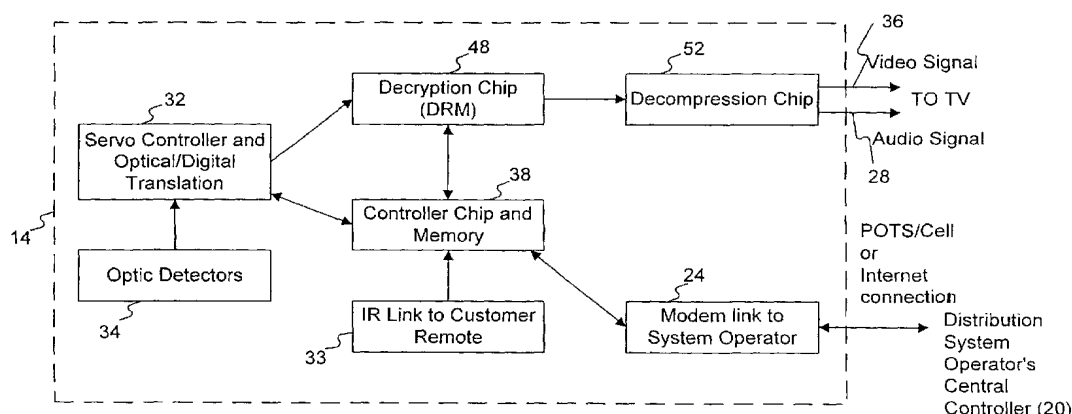 36
48
52
Video Signal
Decryption Chip
(DRM)
Decompression Chip
TO TV
32
Servo Controller and
Optical/Digital
Translation
Audio Signal
28
38
Controller Chip and
Memory
14
POTS/Cell
or
Internet
connection
Optic Detectors
34
24
IR Link to Customer
Remote
33
Modem link to
System Operator
Distribution
System
Operator's
Central
Controller (20)